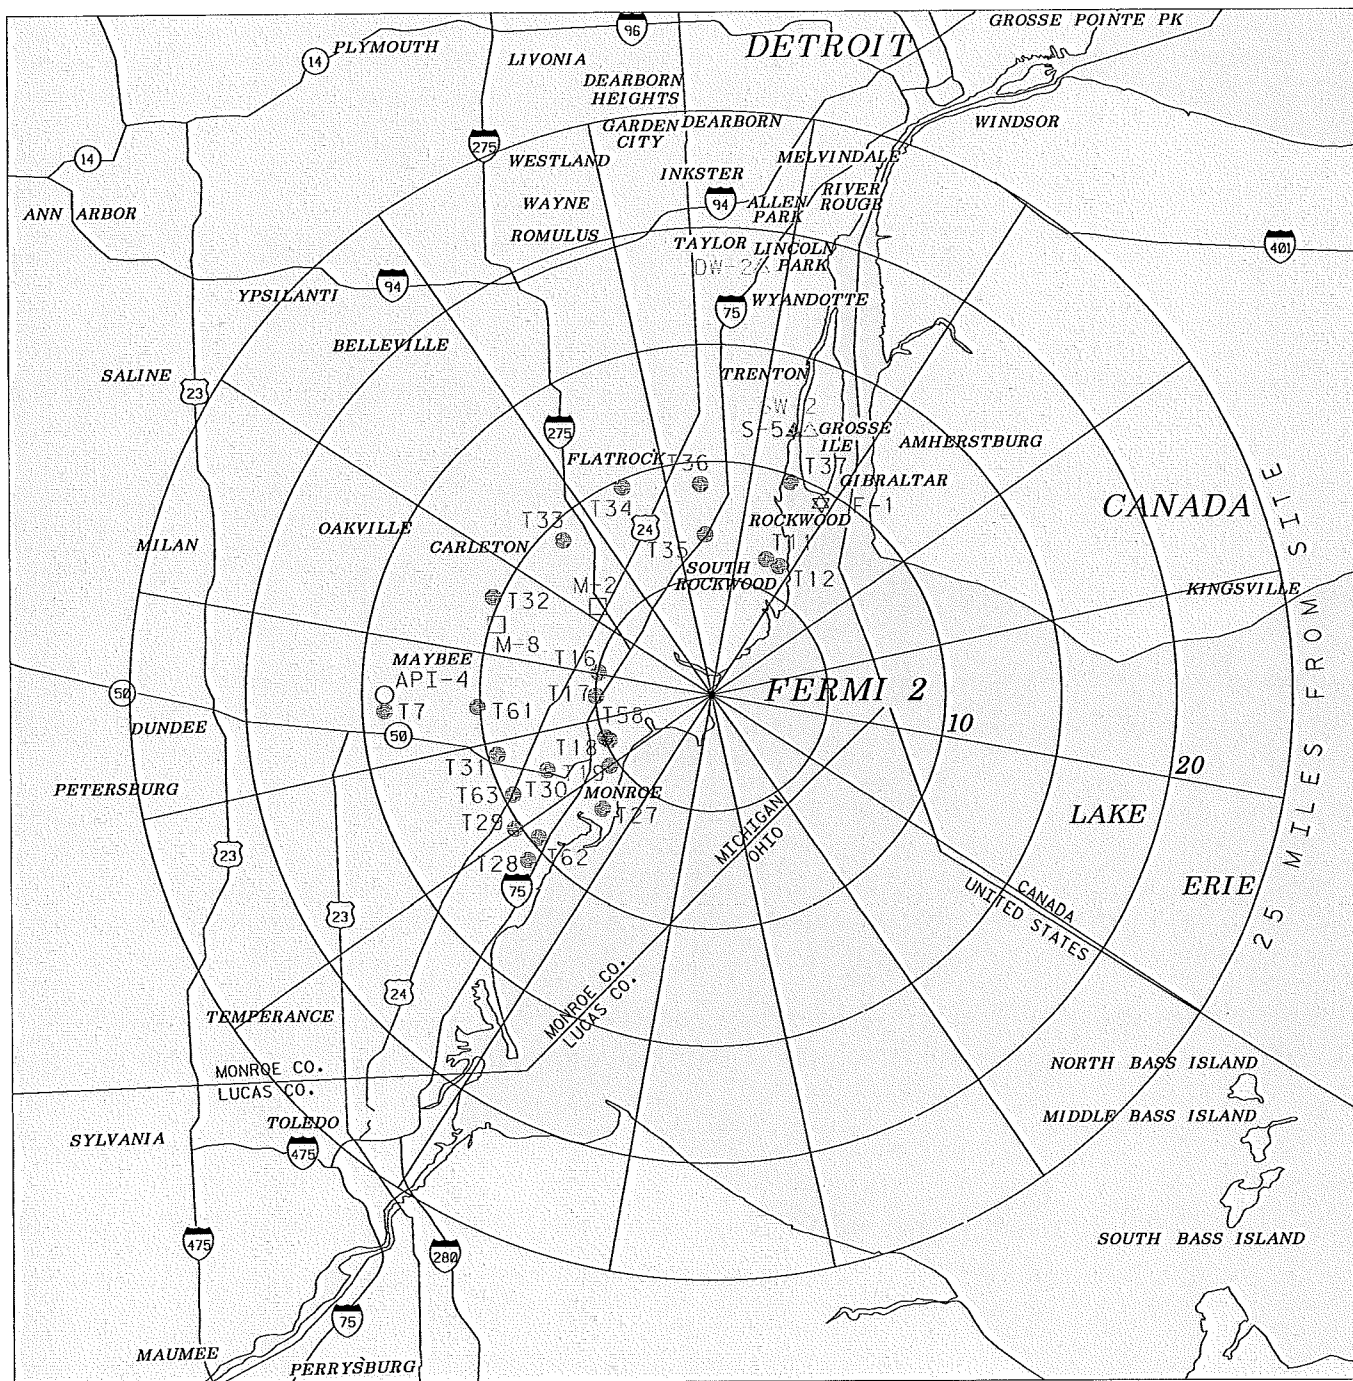 GROSSE POINTE PK
96
DETROIT
PLYMOUTH
14
LIVONIA
DEARBORN
HEIGHTS
GARDEN
CITY
DEARBORN
WINDSOR
275
14
WESTLAND
MELVINDALE
INKSTER
WAYNE
94
ALLEN
PARK
RIVER
ROUGE
ANN ARBOR
ROMULUS
TAYLOR
LINCOLN
PARK
401
YPSILANTI
94
WYANDOTTE
75
BELLEVILLE
SALINE
23
TRENTON
S-5
GROSSE
ILE
275
AMHERSTBURG
FLATROCK
T36
T37
GIBRALTAR
CANADA
T34
F-1
OAKVILLE
T33
24
ROCKWOOD
T35
T11
MILAN
CARLETON
SOUTH
ROCKWOOD
T12
M-2
KINGSVILLE
T32
M-8
MAYBEE
T16
API-4
50
T17
FERMI 2
T7
T61
T58
10
DUNDEE
50
T18
T31
T19
20
PETERSBURG
T63
T30
MONROE
T27
LAKE
T29
MICHIGAN
OHIO
T62
T28
23
75
ERIE
CANADA
UNITED STATES
25 MILES FROM SITE
23
24
MONROE CO.
LUCAS CO.
TEMPERANCE
MONROE CO.
LUCAS CO.
NORTH BASS ISLAND
MIDDLE BASS ISLAND
TOLEDO
SYLVANIA
475
475
280
SOUTH BASS ISLAND
75
MAUMEE
PERRYSBURG